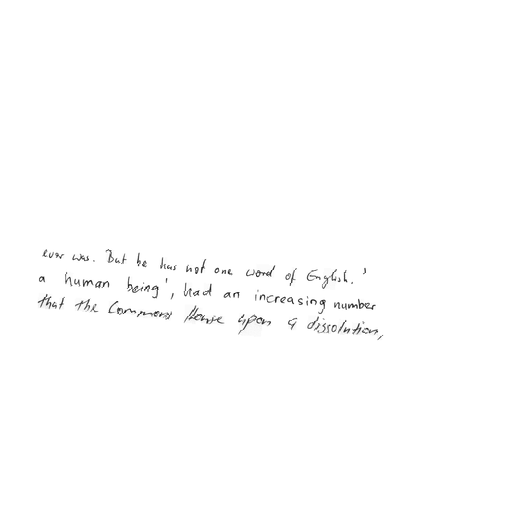 ever was. But he has not one word of English.'
a human being', had an increasing number
that the Commons House upon a dissolution,